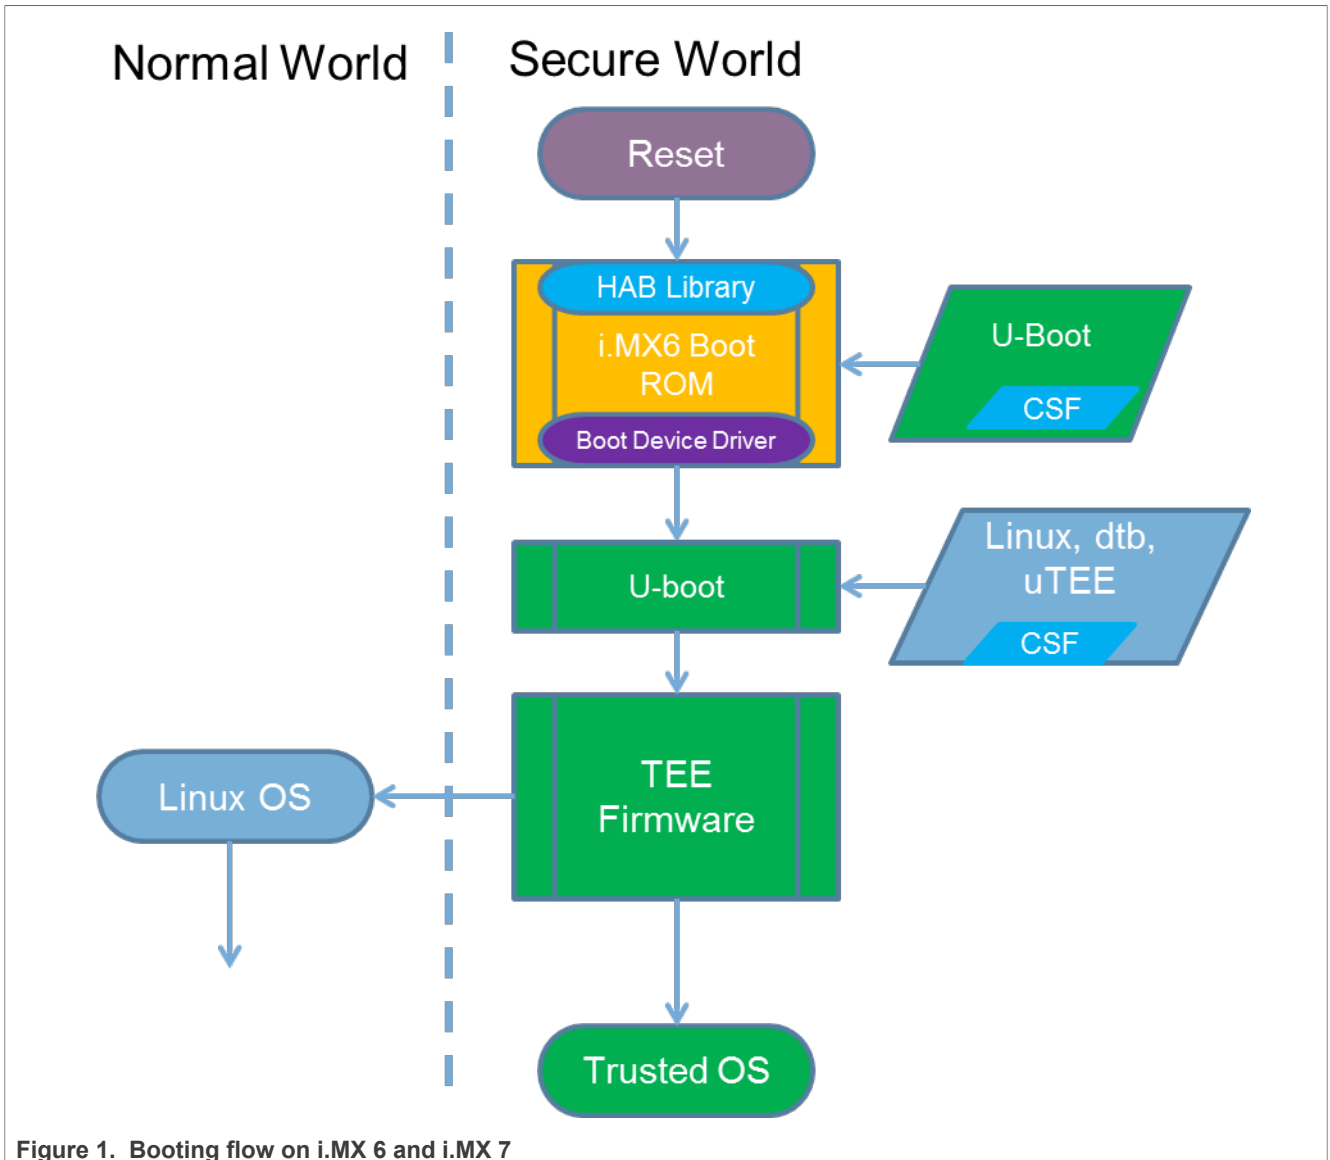 Normal World
Secure World
Reset
HAB Library
i.MX6 Boot
ROM
Boot Device Driver
U-Boot
CSF
U-boot
Linux, dtb,
uTEE
CSF
TEE
Firmware
Linux OS
Trusted OS
Figure 1. Booting flow on i.MX 6 and i.MX 7